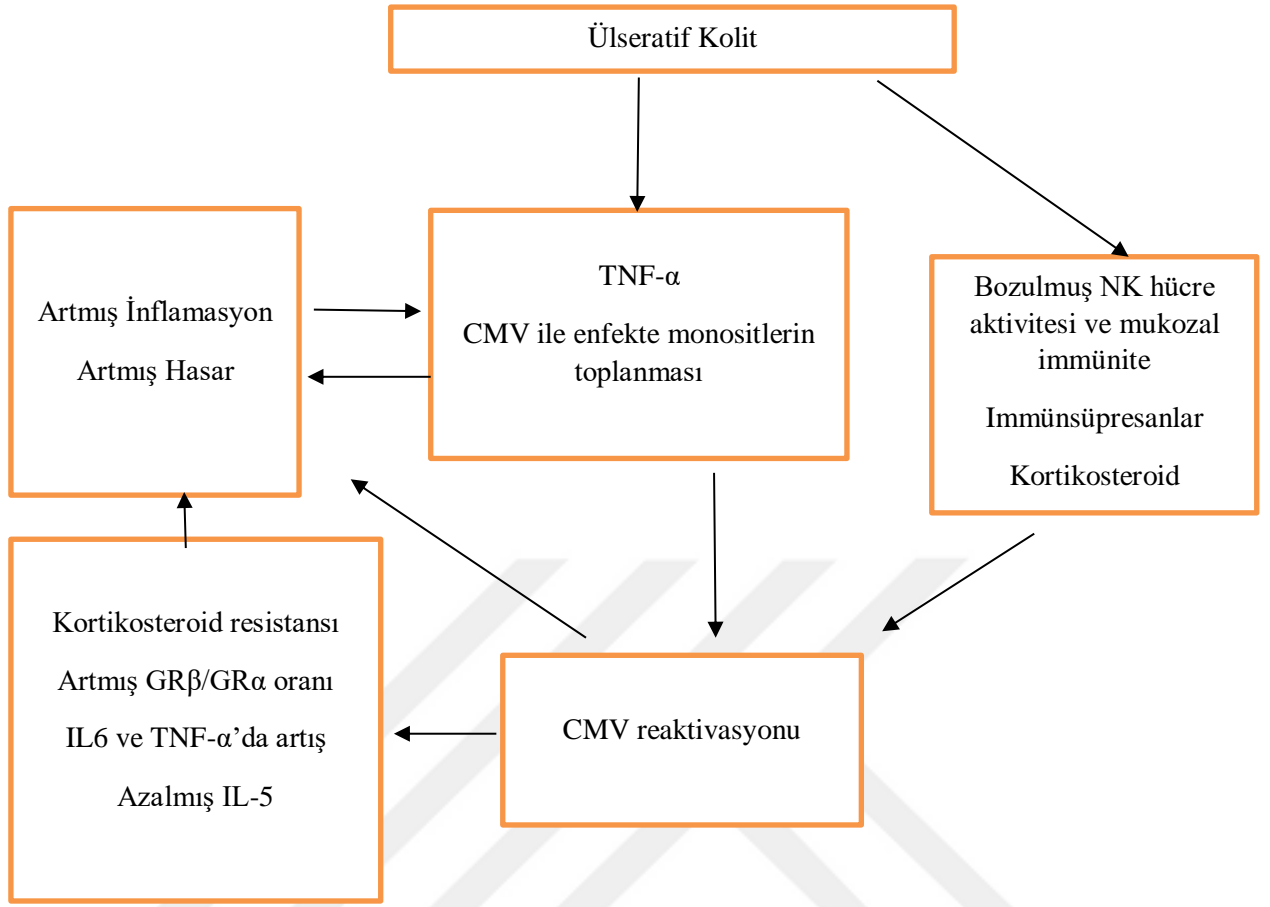 Ülseratif Kolit
Artmış İnflamasyon
Artmış Hasar
TNF-α
CMV ile enfekte monositlerin
toplanması
Bozulmuş NK hücre
aktivitesi ve mukozal
immünite
Immünsüpresanlar
Kortikosteroid
Kortikosteroid resistansı
Artmış GRβ/GRα oranı
IL6 ve TNF-α’da artış
Azalmış IL-5
CMV reaktivasyonu